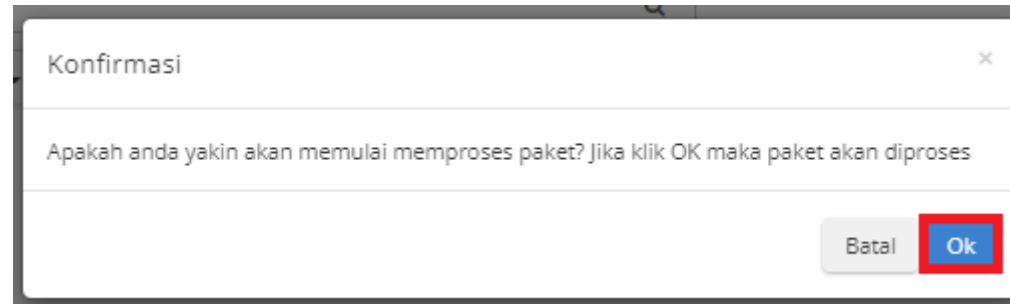 Konfirmasi
×
Apakah anda yakin akan memulai memproses paket? Jika klik OK maka paket akan diproses
Batal
Ok